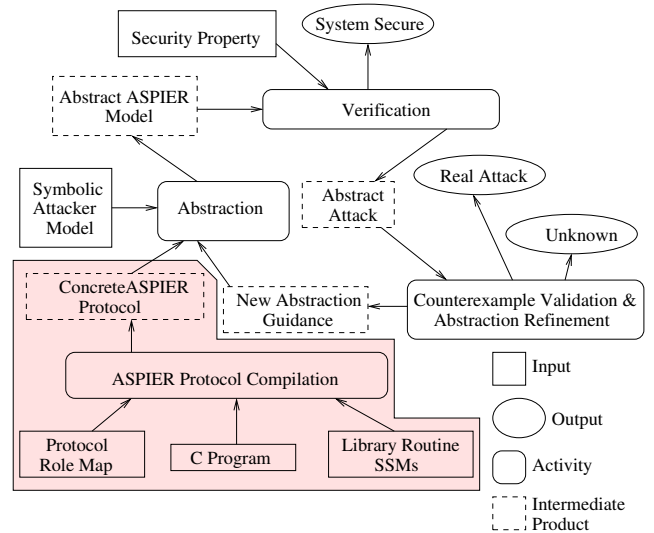 System Secure
Security Property
Abstract ASPIER
Model
Verification
Real Attack
Symbolic
Attacker
Model
Abstraction
Abstract
Attack
Unknown
ConcreteASPIER
Protocol
New Abstraction
Guidance
Counterexample Validation &
Abstraction Refinement
ASPIER Protocol Compilation
Input
Protocol
Role Map
C Program
Library Routine
SSMs
Output
Activity
Intermediate
Product